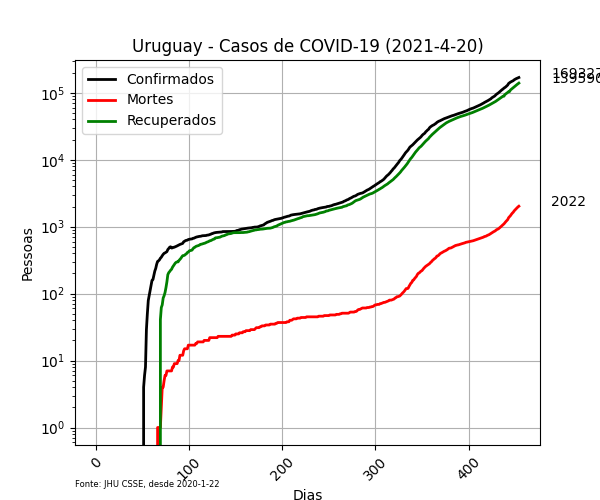 Uruguay - Casos de COVID-19 (2021-4-20)
Confirmados
Mortes
Recuperados
10^5
10^4
10^3
10^2
10^1
10^0
Pessoas
2022
0
100
200
300
400
Dias
Fonte: JHU CSSE, desde 2020-1-22